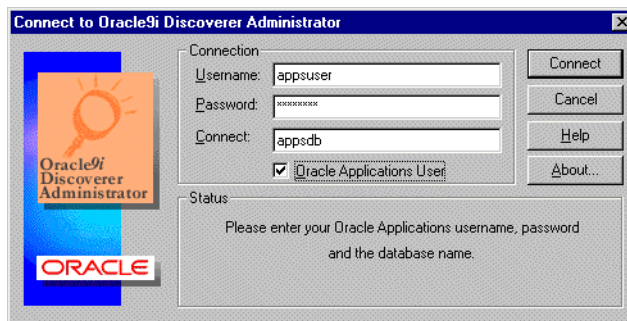 Connect to Oracle9i Discoverer Administrator
Connection
Username: appsuser
Password: ********
Connect: appsdb
Oracle Applications User
Connect
Cancel
Help
About...
Oracle9i
Discoverer
Administrator
ORACLE
Status
Please enter your Oracle Applications username, password
and the database name.